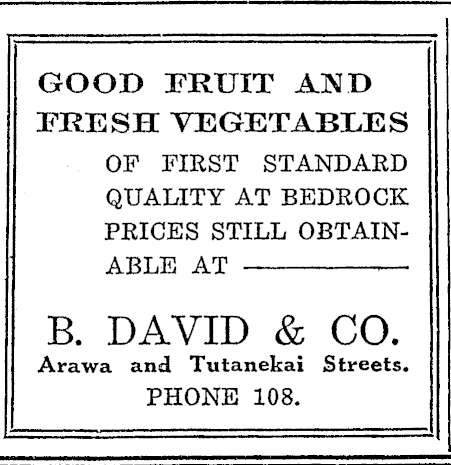 GOOD FRUIT AND
FRESH VEGETABLES
OF FIRST STANDARD
QUALITY AT BEDROCK
PRICES STILL OBTAIN-
ABLE AT ————
B. DAVID & CO.
Arawa and Tutanekai Streets.
PHONE 108.